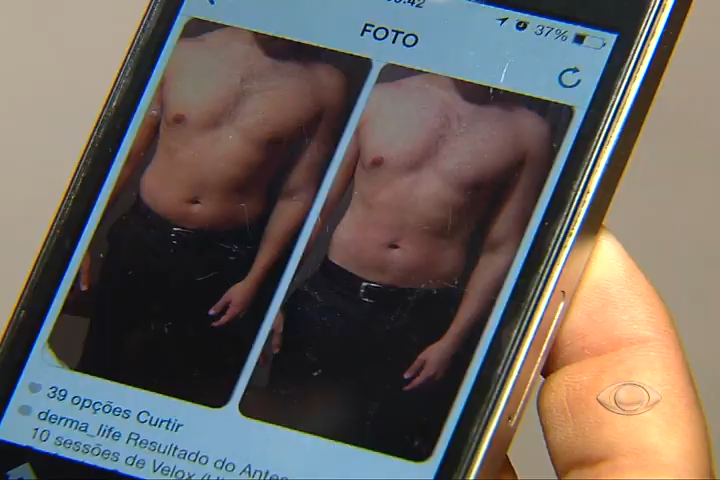 37%
FOTO
39 opções Curtir
derma_life Resultado do Antes
10 sessões de Velox